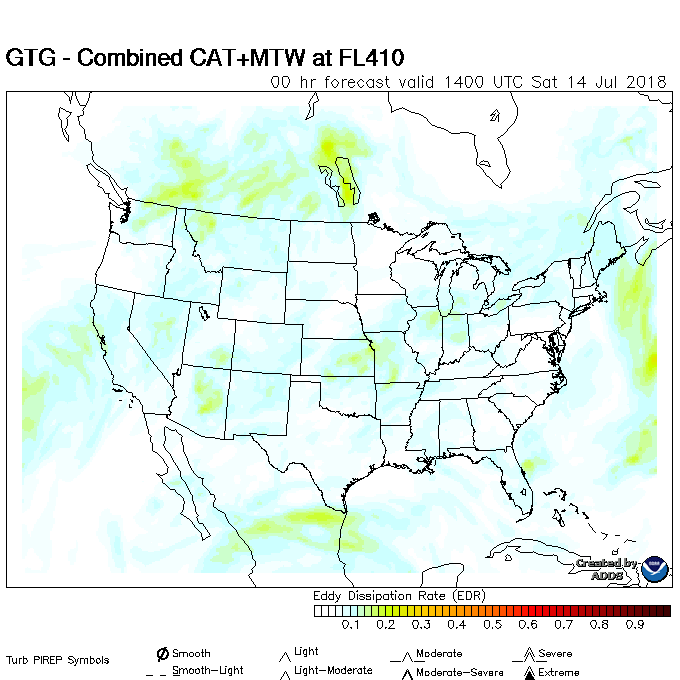 GTG - Combined CAT+MTW at FL410
00 hr forecast valid 1400 UTC Sat 14 Jul 2018
Created by
ADDS
Eddy Dissipation Rate (EDR)
0.1 0.2 0.3 0.4 0.5 0.6 0.7 0.8 0.9
Turb PIREP Symbols
Smooth Light Moderate Severe
Smooth-Light Light-Moderate Moderate-Severe Extreme